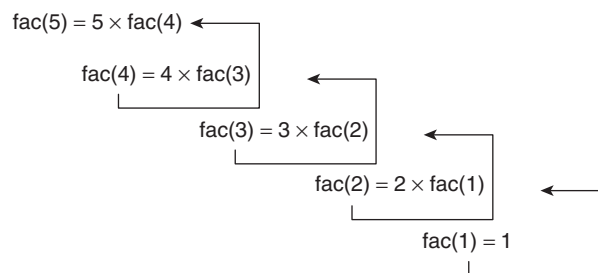 fac(5) = 5 × fac(4)
fac(4) = 4 × fac(3)
fac(3) = 3 × fac(2)
fac(2) = 2 × fac(1)
fac(1) = 1